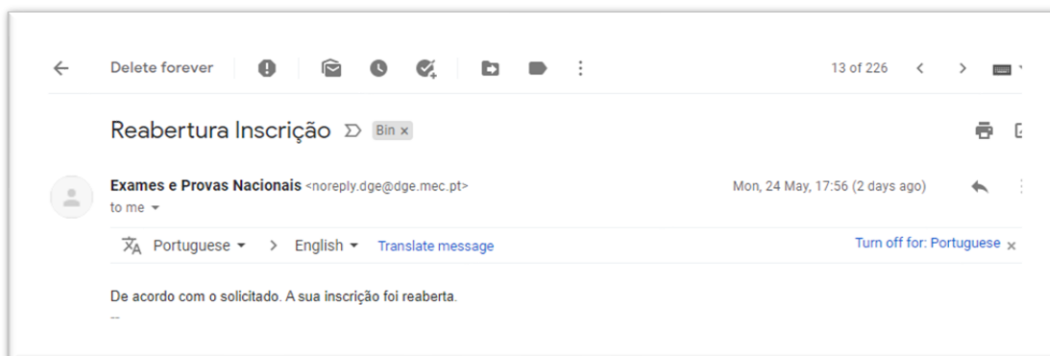 Delete forever
13 of 226
Reabertura Inscrição Bin x
Exames e Provas Nacionais <noreply.dge@dge.mec.pt> Mon, 24 May, 17:56 (2 days ago)
to me
Portuguese > English Translate message Turn off for: Portuguese x
De acordo com o solicitado. A sua inscrição foi reaberta.
--